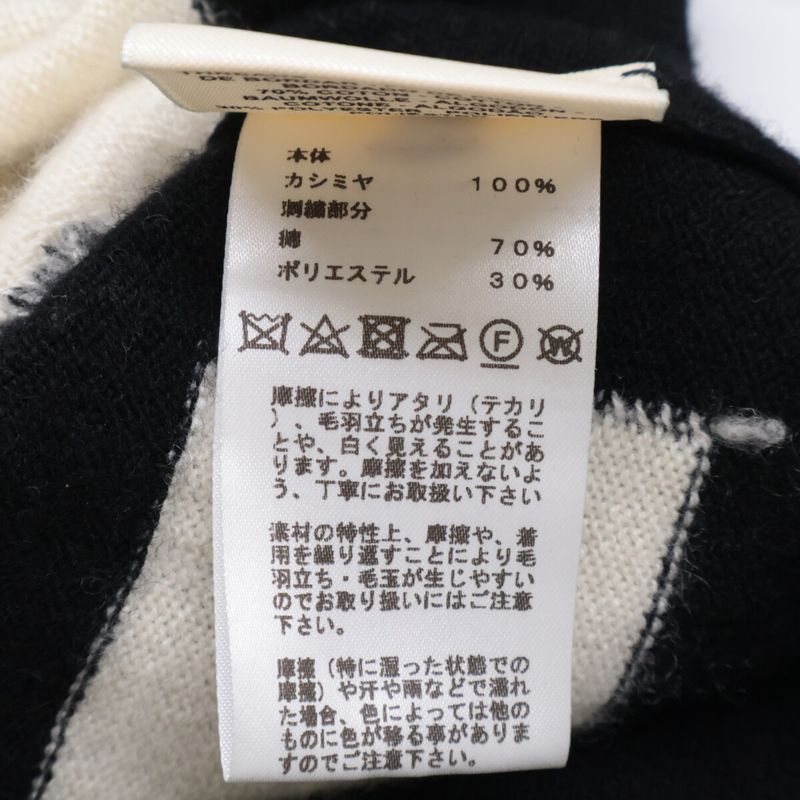 DE BORDA
BORDADO
70% COTON
BAUMWOLLE
COTONE
本体
カシミヤ 100%
刺繍部分
綿 70%
ポリエステル 30%
F W
摩擦によりアタリ(テカリ
)、毛羽立ちが発生するこ
とや、白く見えることがあ
ります。摩擦を加えないよ
う、丁寧にお取扱い下さい
素材の特性上、摩擦や、着
用を繰り返すことにより毛
羽立ち・毛玉が生じやすい
のでお取り扱いにはご注意
下さい。
摩擦(特に湿った状態での
摩擦)や汗や雨などで濡れ
た場合、色によっては他の
ものに色が移る事がありま
すのでご注意下さい。